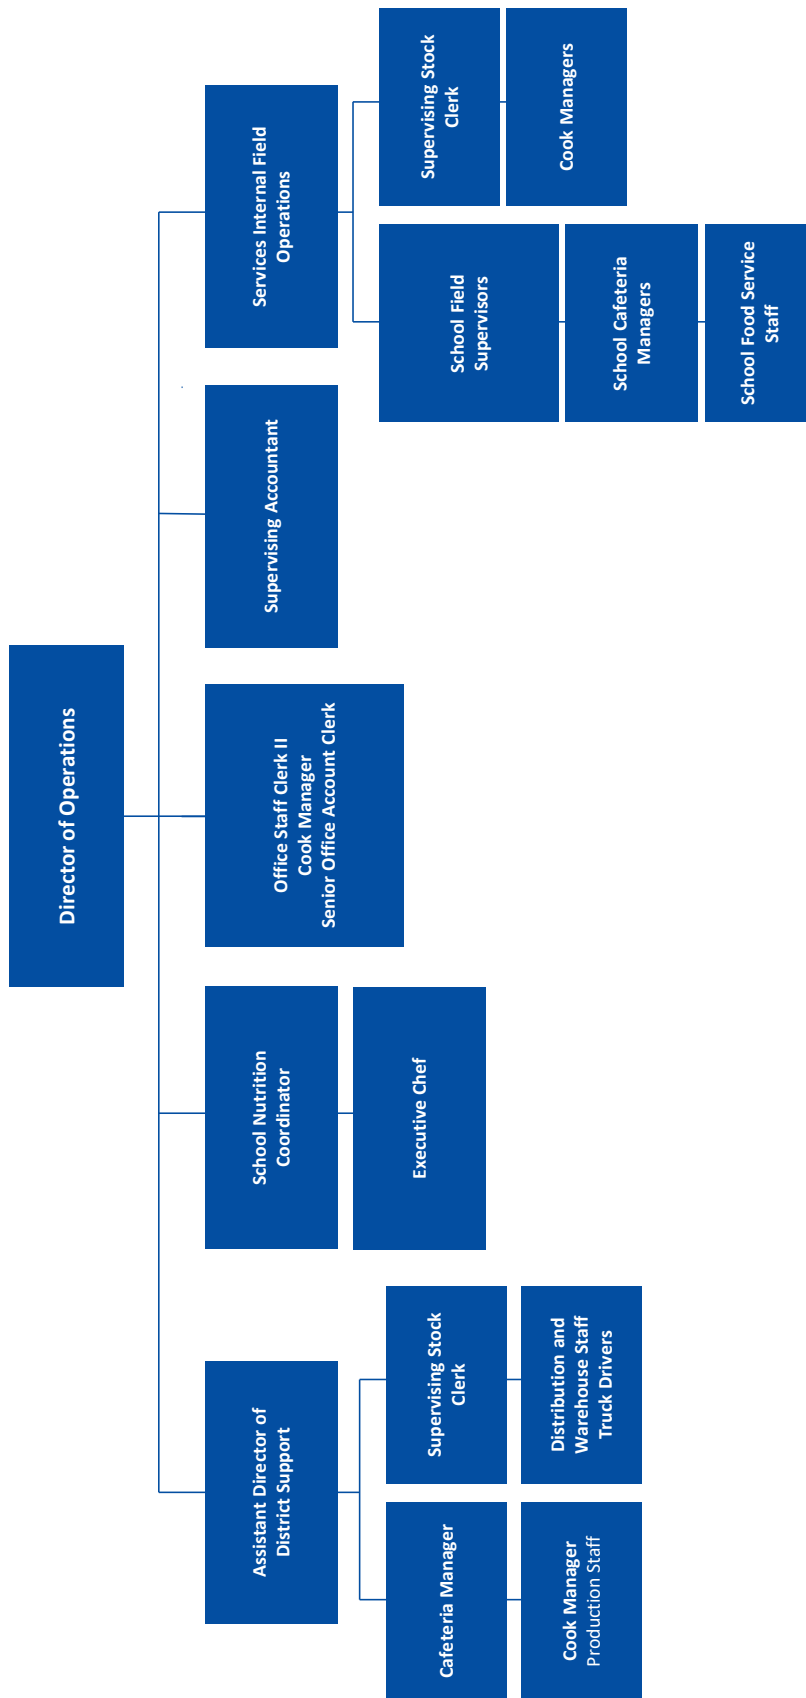 Director of Operations
Assistant Director of
District Support
School Nutrition
Coordinator
Office Staff Clerk II
Cook Manager
Senior Office Account Clerk
Supervising Accountant
Services Internal Field
Operations
Cafeteria Manager
Supervising Stock
Clerk
Executive Chef
School Field
Supervisors
Supervising Stock
Clerk
Cook Manager
Production Staff
Distribution and
Warehouse Staff
Truck Drivers
School Cafeteria
Managers
Cook Managers
School Food Service
Staff